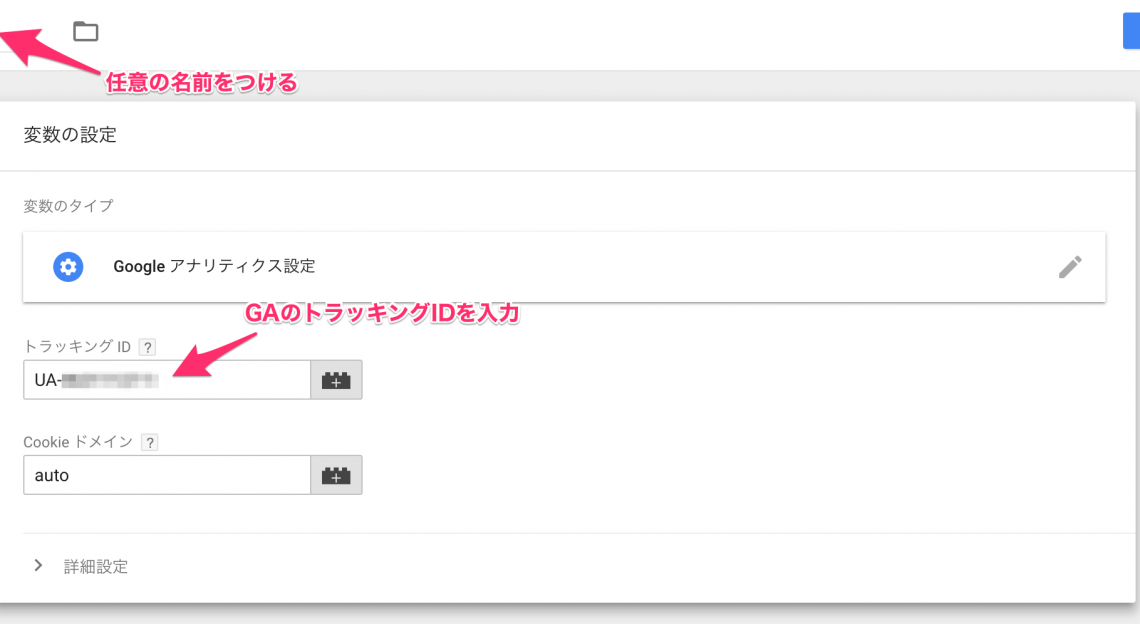 任意の名前をつける
変数の設定
変数のタイプ
Google アナリティクス設定
GAのトラッキングIDを入力
トラッキング ID ?
UA-
Cookie ドメイン ?
auto
詳細設定